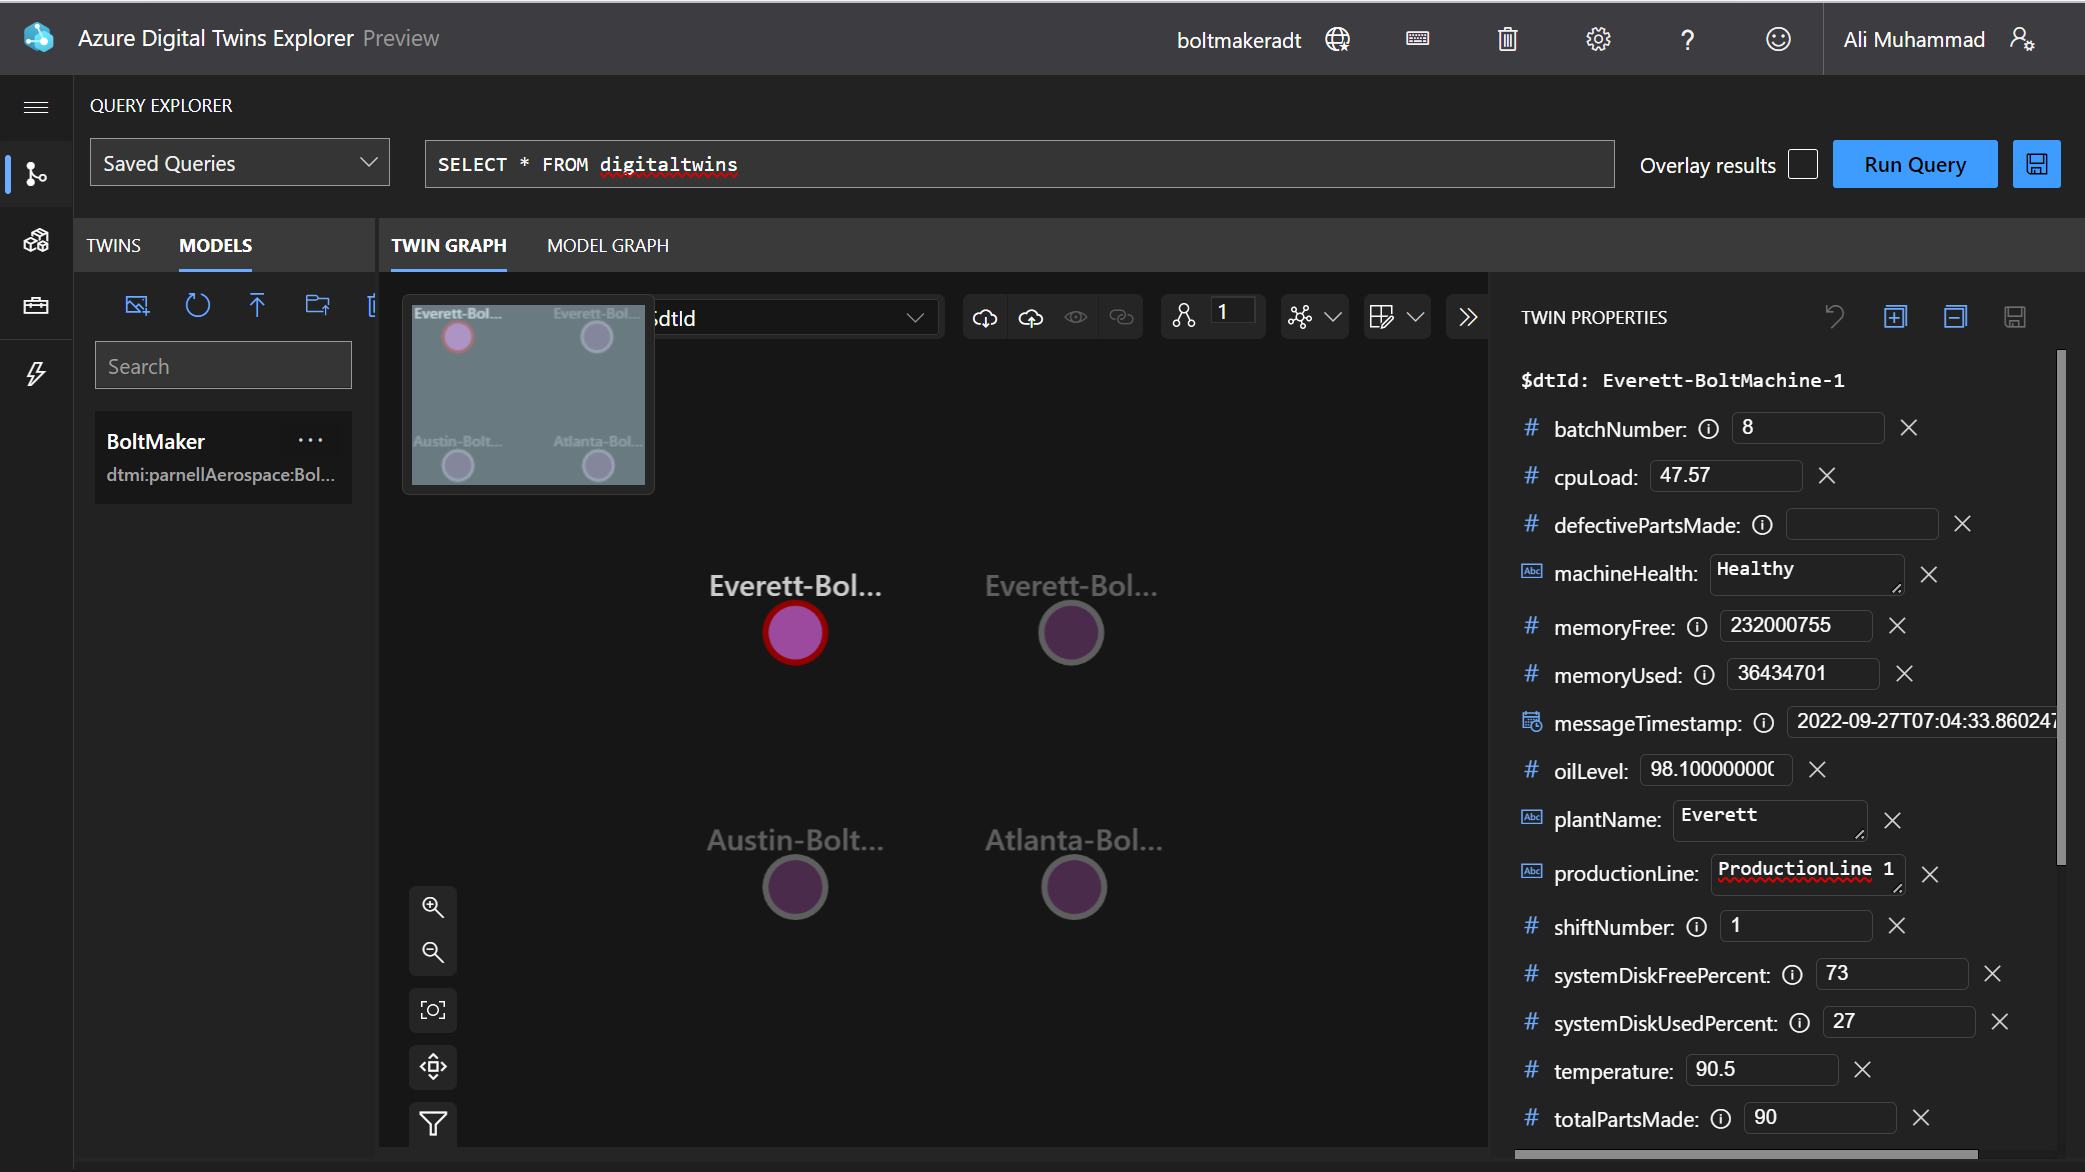 Azure Digital Twins Explorer Preview
boltmakeradt
Ali Muhammad
QUERY EXPLORER
Saved Queries
SELECT * FROM digitaltwins
Overlay results
Run Query
TWINS
MODELS
TWIN GRAPH
MODEL GRAPH
Search
BoltMaker
dtmi:parnellAerospace:Bol...
Everett-Bol...
Everett-Bol...
Austin-Bolt...
Atlanta-Bol...
$dtId
1
Everett-Bol...
Everett-Bol...
Austin-Bolt...
Atlanta-Bol...
TWIN PROPERTIES
$dtId: Everett-BoltMachine-1
# batchNumber: 8
# cpuLoad: 47.57
# defectivePartsMade:
Abc machineHealth: Healthy
# memoryFree: 232000755
# memoryUsed: 36434701
messageTimestamp: 2022-09-27T07:04:33.860247
# oilLevel: 98.100000000
Abc plantName: Everett
Abc productionLine: ProductionLine 1
# shiftNumber: 1
# systemDiskFreePercent: 73
# systemDiskUsedPercent: 27
# temperature: 90.5
# totalPartsMade: 90